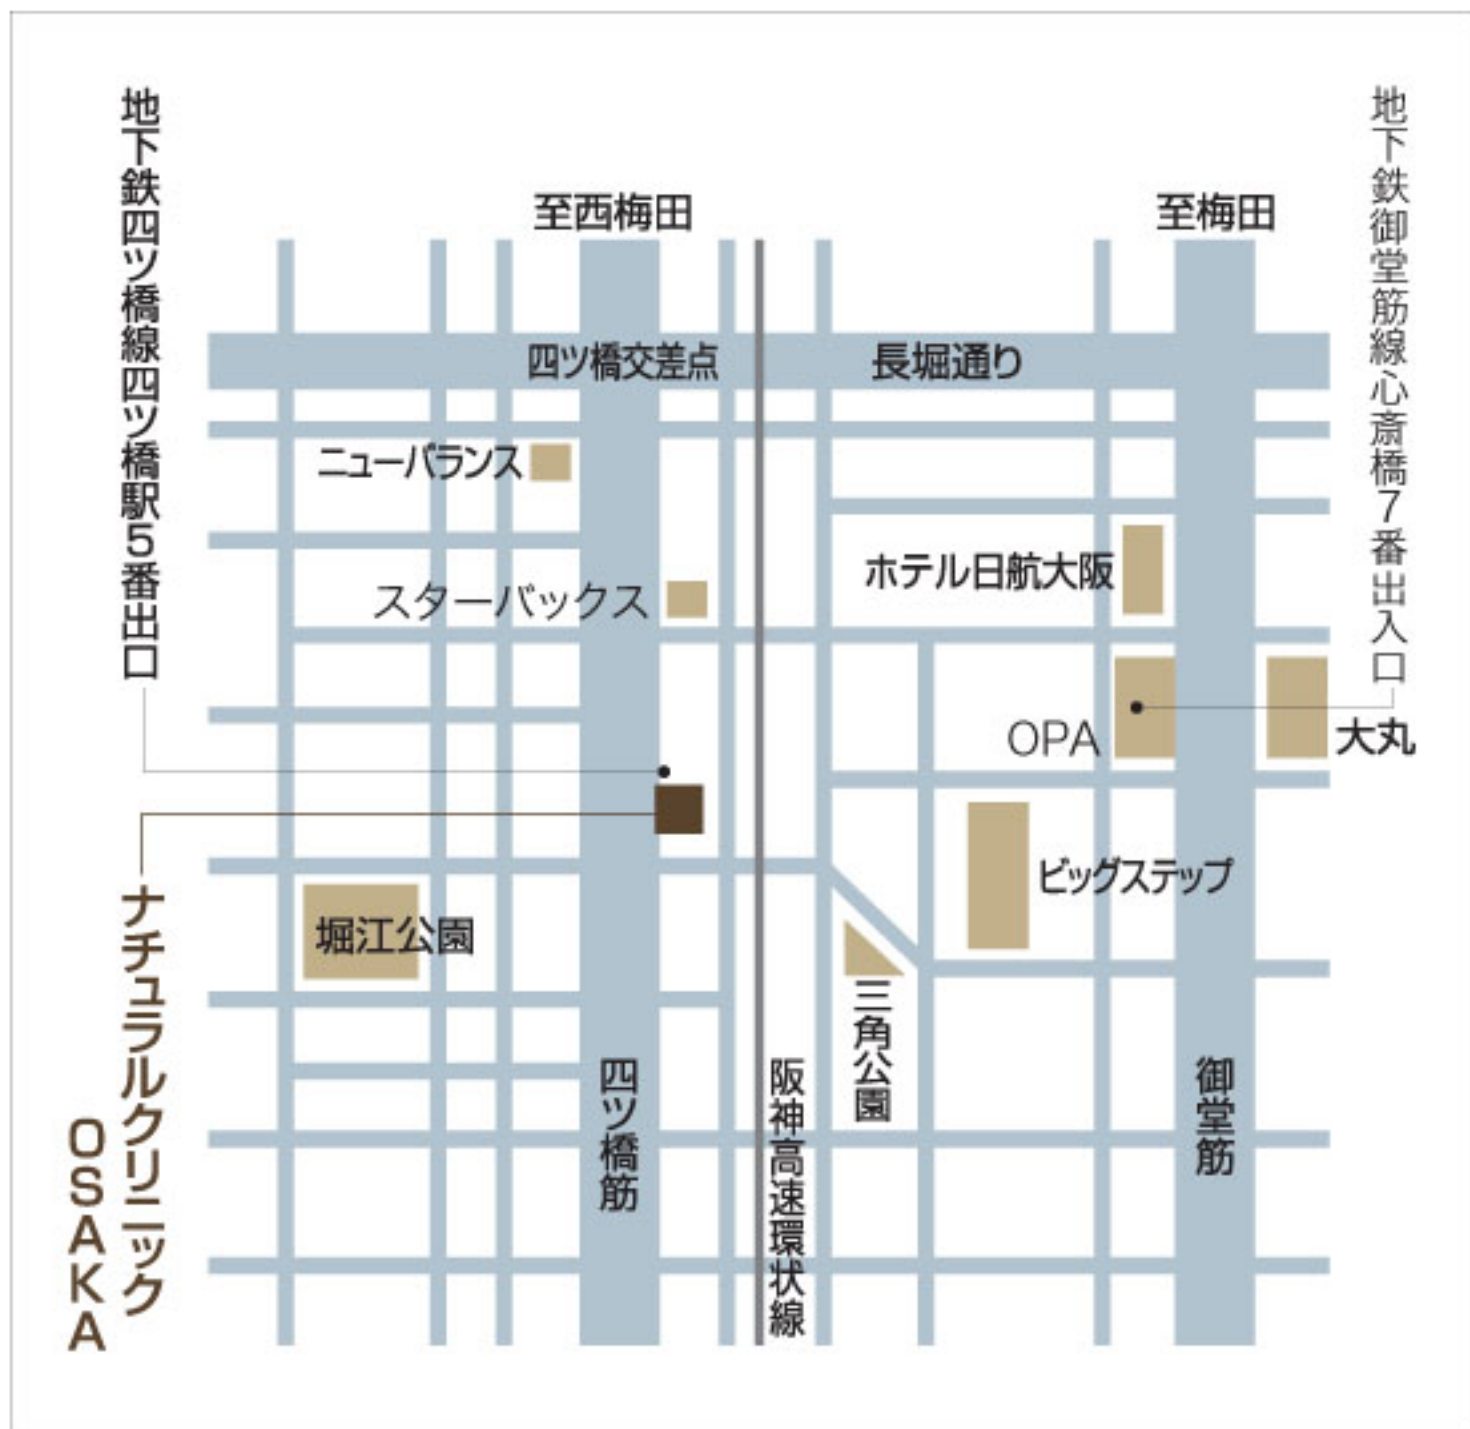 地下鉄四ツ橋線四ツ橋駅5番出口
至西梅田
至梅田
地下鉄御堂筋線心斎橋7番出入口
四ツ橋交差点
長堀通り
ニューバランス
スターバックス
ホテル日航大阪
OPA
大丸
ビッグステップ
堀江公園
三角公園
四ツ橋筋
阪神高速環状線
御堂筋
ナチュラルクリニック
OSAKA